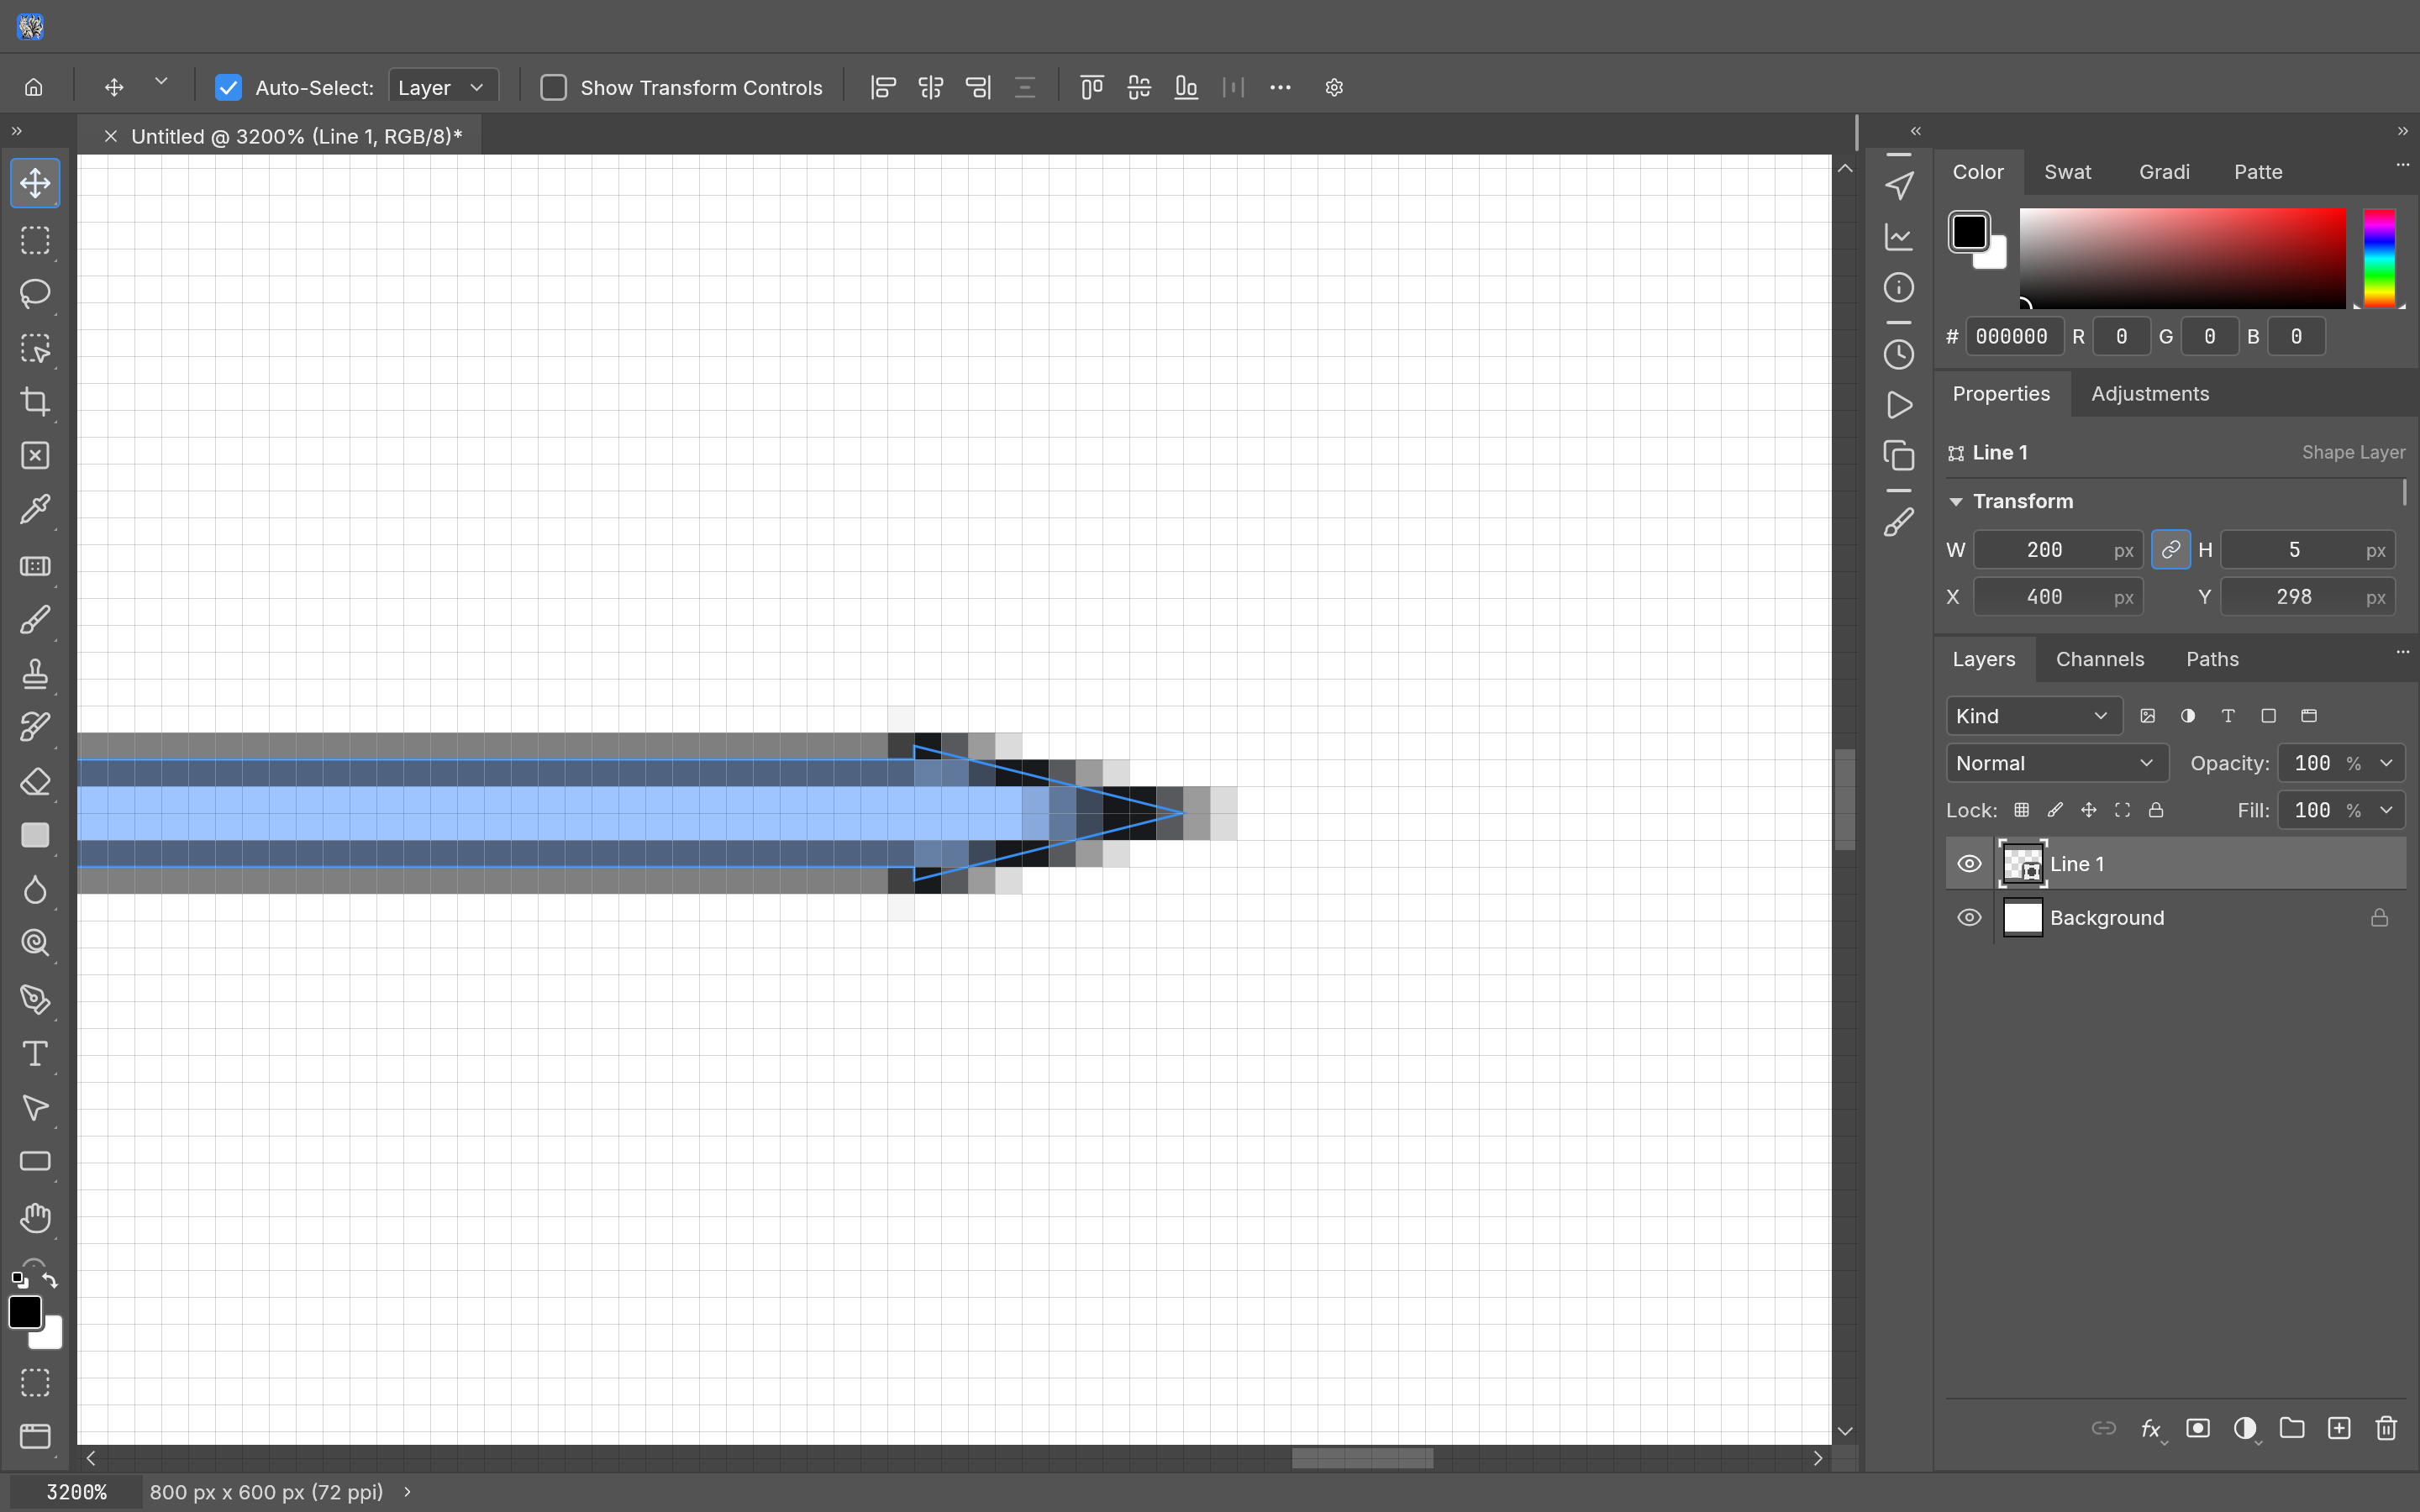 Auto-Select: Layer Show Transform Controls
Untitled @ 3200% (Line 1, RGB/8)*
Color Swat Gradi Patte
# 000000 R 0 G 0 B 0
Properties Adjustments
Line 1 Shape Layer
Transform
W 200 px H 5 px
X 400 px Y 298 px
Layers Channels Paths
Kind
Normal Opacity: 100 %
Lock: Fill: 100 %
Line 1
Background
fx
3200% 800 px x 600 px (72 ppi)